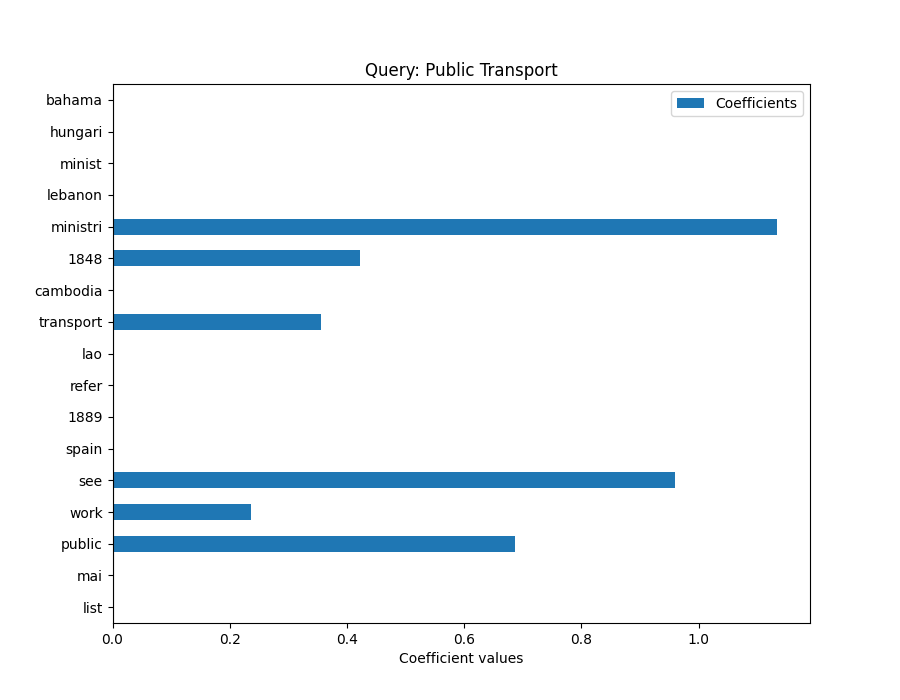 Query: Public Transport
Coefficients
bahama
hungari
minist
lebanon
ministri
1848
cambodia
transport
lao
refer
1889
spain
see
work
public
mai
list
0.0 0.2 0.4 0.6 0.8 1.0
Coefficient values